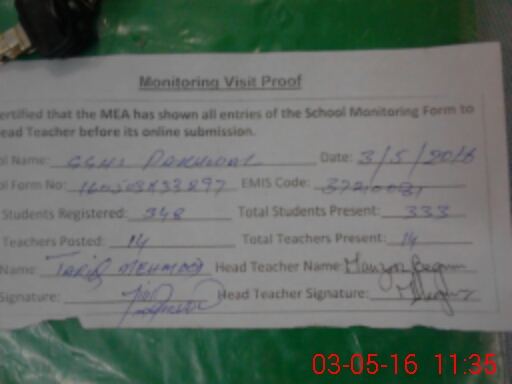 Monitoring Visit Proof
ertified that the MEA has shown all entries of the School Monitoring Form to
ead Teacher before its online submission.
ol Name: GGHS Date: 3/5/2016
ol Form No: EMIS Code:
Students Registered: 348 Total Students Present: 333
Teachers Posted: 14 Total Teachers Present: 14
Name: TARIQ MEHMOOD Head Teacher Name: Begum
Signature: Head Teacher Signature:
03-05-16 11:35